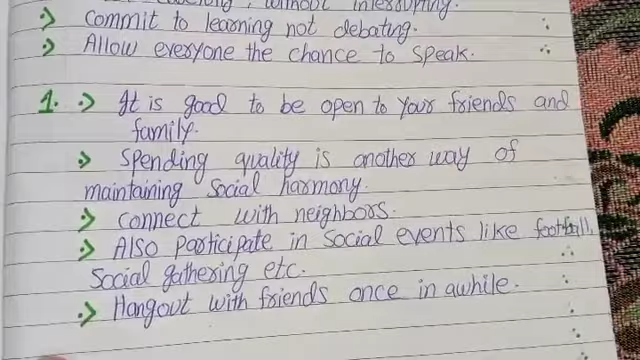 without interrupting.
:) commit to learning not debating.
:) Allow everyone the chance to speak.
1. :) It is good to be open to your friends and
family.
:) Spending quality is another way of
maintaining social harmony.
:) connect with neighbors.
:) Also participate in social events like football,
Social gathering etc.
:) Hangout with friends once in awhile.